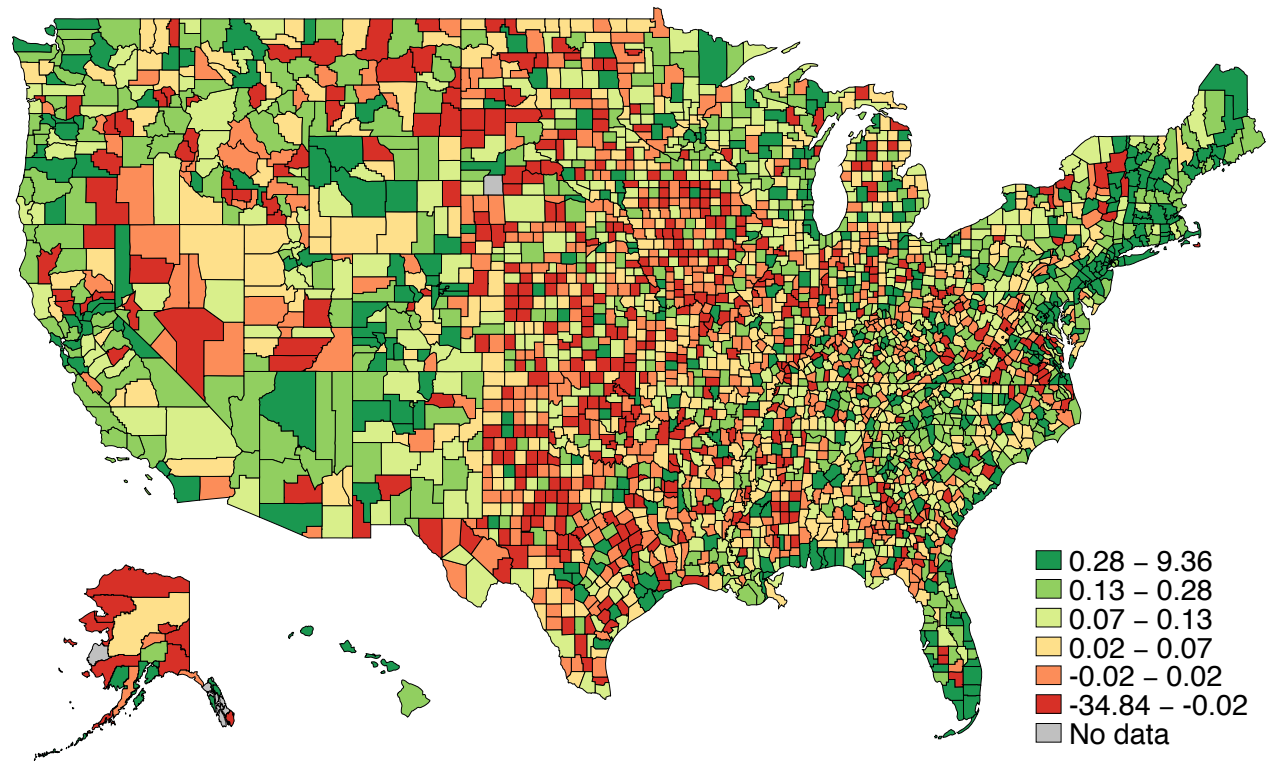 0.28 – 9.36
0.13 – 0.28
0.07 – 0.13
0.02 – 0.07
-0.02 – 0.02
-34.84 – -0.02
No data